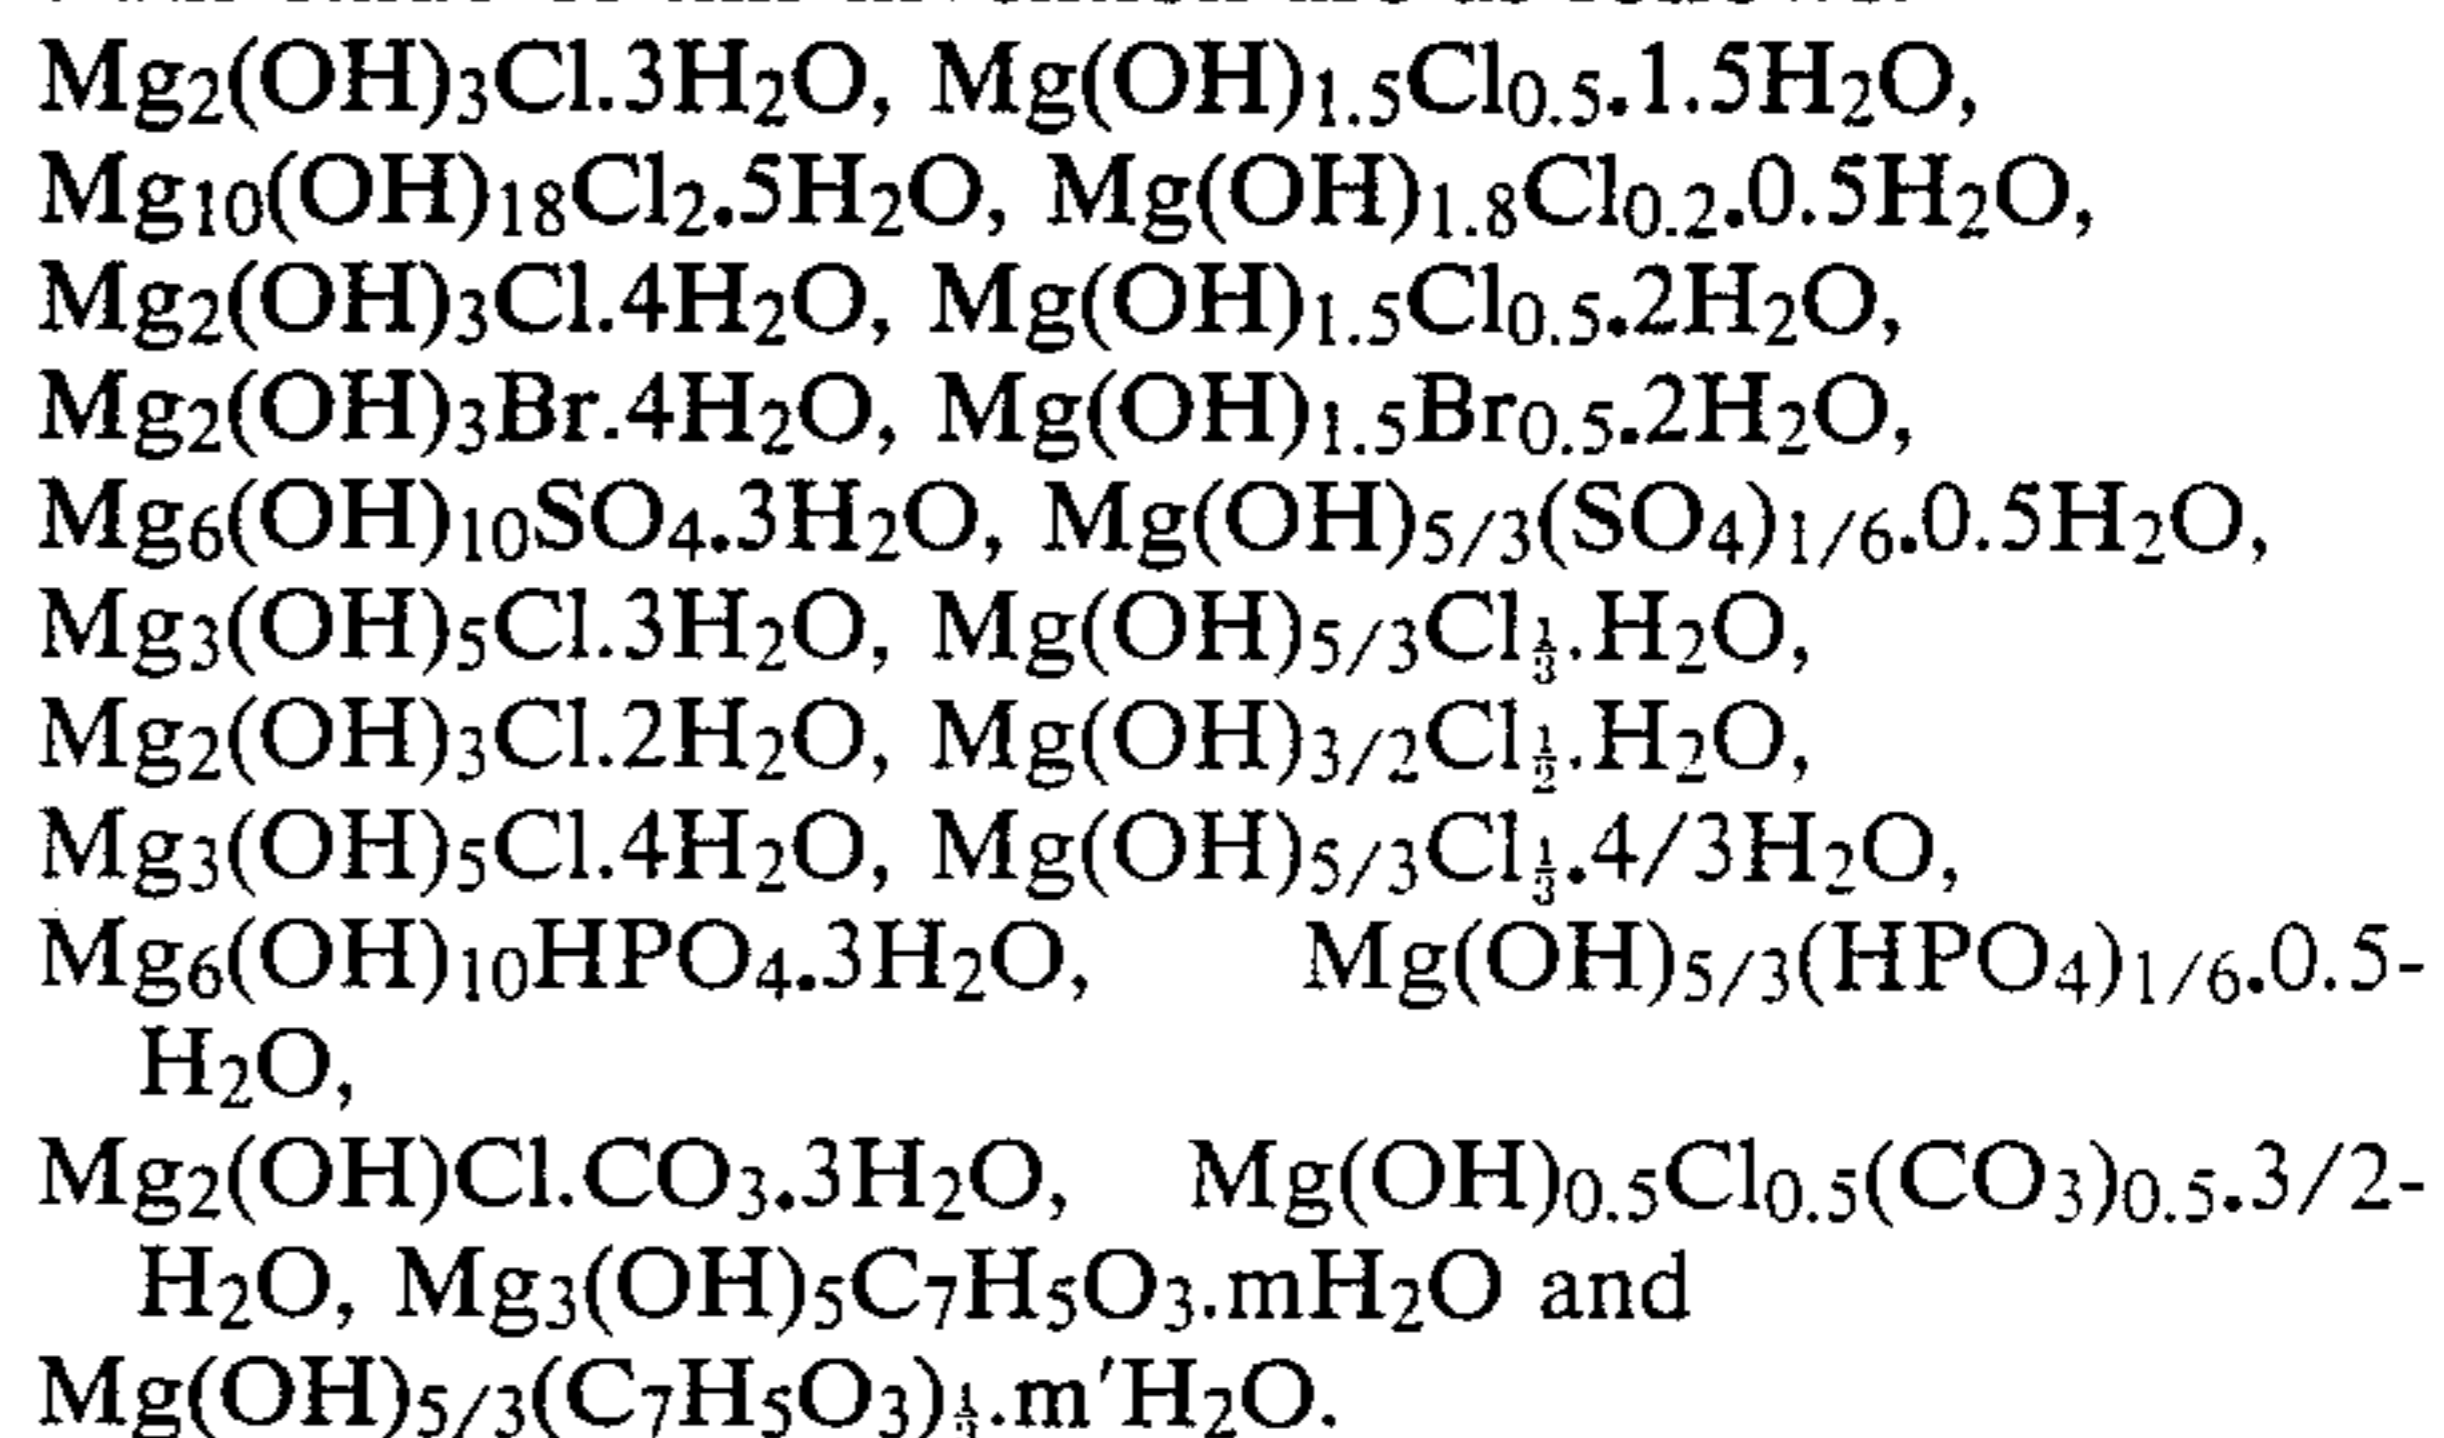 Mg₂(OH)₃Cl.3H₂O, Mg(OH)₁.₅Cl₀.₅.1.5H₂O,
Mg₁₀(OH)₁₈Cl₂.5H₂O, Mg(OH)₁.₈Cl₀.₂.0.5H₂O,
Mg₂(OH)₃Cl.4H₂O, Mg(OH)₁.₅Cl₀.₅.2H₂O,
Mg₂(OH)₃Br.4H₂O, Mg(OH)₁.₅Br₀.₅.2H₂O,
Mg₆(OH)₁₀SO₄.3H₂O, Mg(OH)₅/₃(SO₄)₁/₆.0.5H₂O,
Mg₃(OH)₅Cl.3H₂O, Mg(OH)₅/₃Cl⅓.H₂O,
Mg₂(OH)₃Cl.2H₂O, Mg(OH)₃/₂Cl½.H₂O,
Mg₃(OH)₅Cl.4H₂O, Mg(OH)₅/₃Cl⅓.4/3H₂O,
Mg₆(OH)₁₀HPO₄.3H₂O, Mg(OH)₅/₃(HPO₄)₁/₆.0.5-
H₂O,
Mg₂(OH)Cl.CO₃.3H₂O, Mg(OH)₀.₅Cl₀.₅(CO₃)₀.₅.3/2-
H₂O, Mg₃(OH)₅C₇H₅O₃.mH₂O and
Mg(OH)₅/₃(C₇H₅O₃)⅓.m′H₂O.